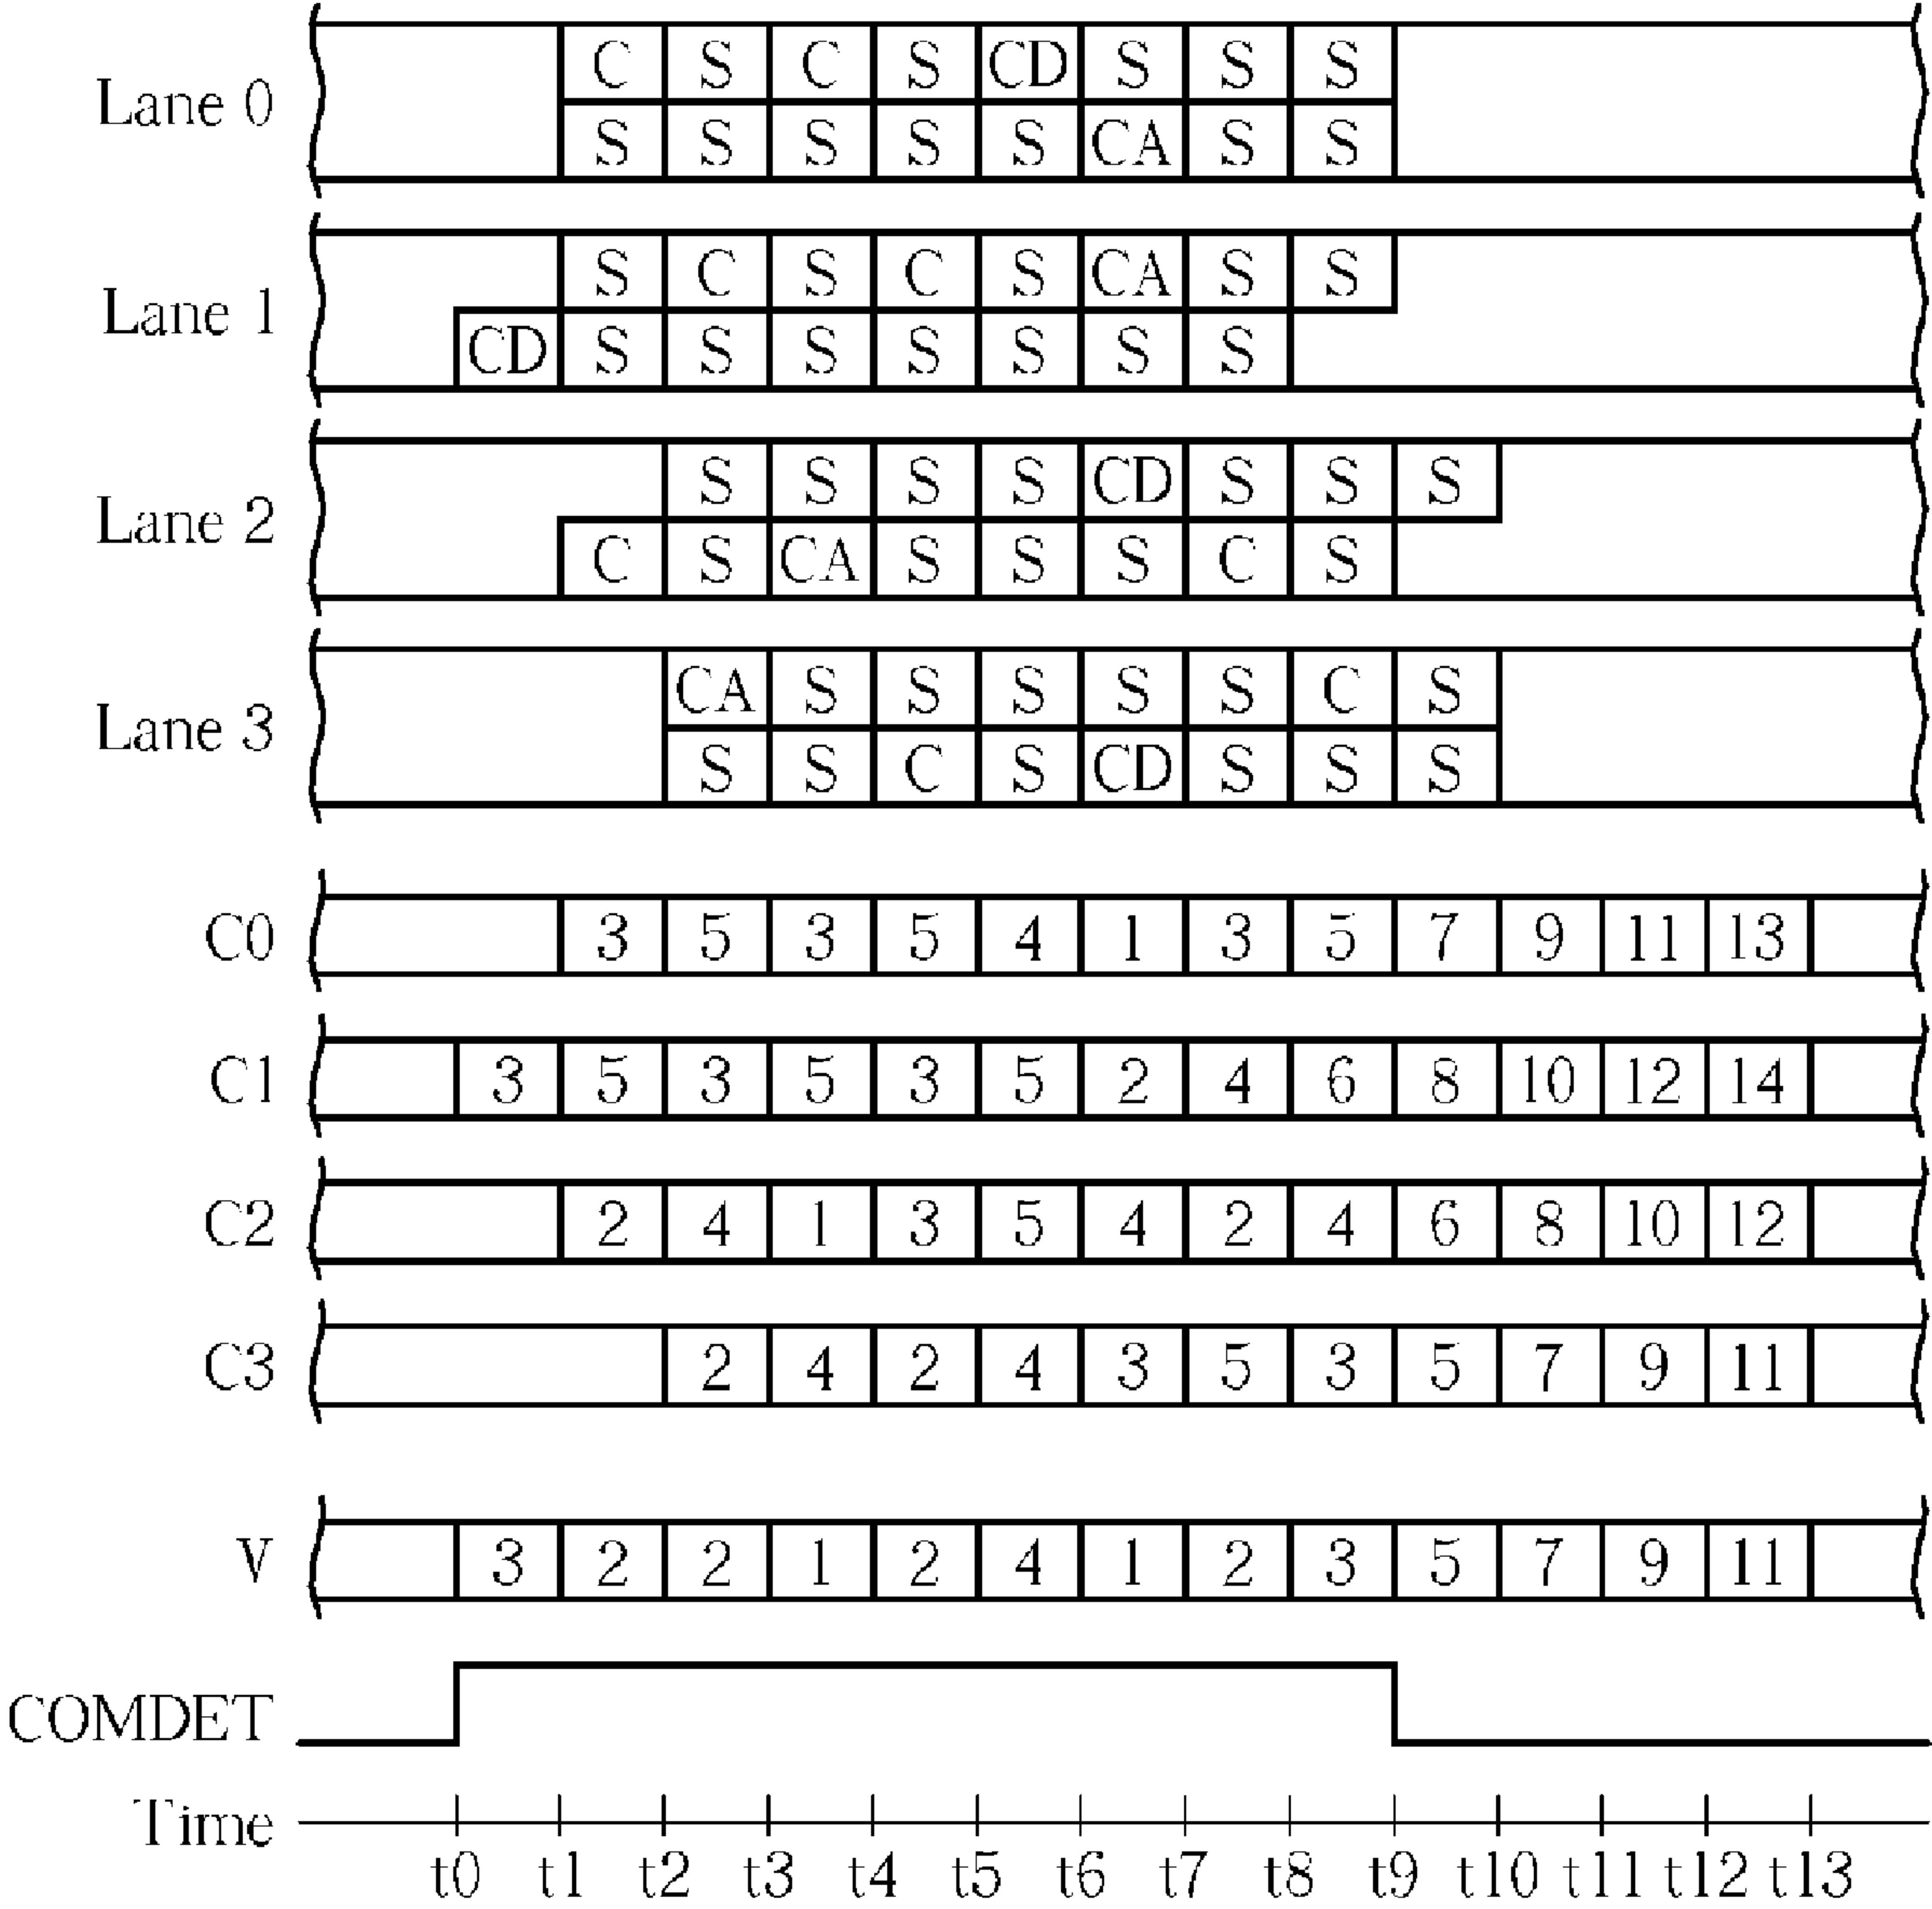 C S C S CD S S S
Lane 0
S S S S S CA S S
S C S C S CA S S
Lane 1
CD S S S S S S S
S S S S CD S S S
Lane 2
C S CA S S S C S
CA S S S S S C S
Lane 3
S S C S CD S S S
C0 3 5 3 5 4 1 3 5 7 9 11 13
C1 3 5 3 5 3 5 2 4 6 8 10 12 14
C2 2 4 1 3 5 4 2 4 6 8 10 12
C3 2 4 2 4 3 5 3 5 7 9 11
V 3 2 2 1 2 4 1 2 3 5 7 9 11
COMDET
Time
t0 t1 t2 t3 t4 t5 t6 t7 t8 t9 t10 t11 t12 t13